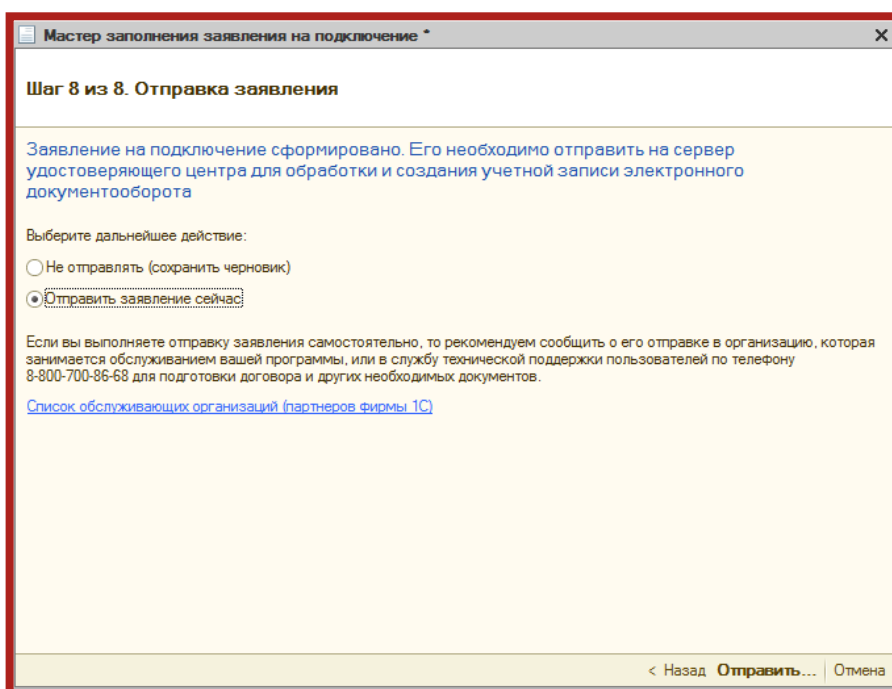 Мастер заполнения заявления на подключение *
Шаг 8 из 8. Отправка заявления
Заявление на подключение сформировано. Его необходимо отправить на сервер
удостоверяющего центра для обработки и создания учетной записи электронного
документооборота
Выберите дальнейшее действие:
Не отправлять (сохранить черновик)
Отправить заявление сейчас
Если вы выполняете отправку заявления самостоятельно, то рекомендуем сообщить о его отправке в организацию, которая
занимается обслуживанием вашей программы, или в службу технической поддержки пользователей по телефону
8-800-700-86-68 для подготовки договора и других необходимых документов.
Список обслуживающих организаций (партнеров фирмы 1С)
< Назад Отправить... Отмена